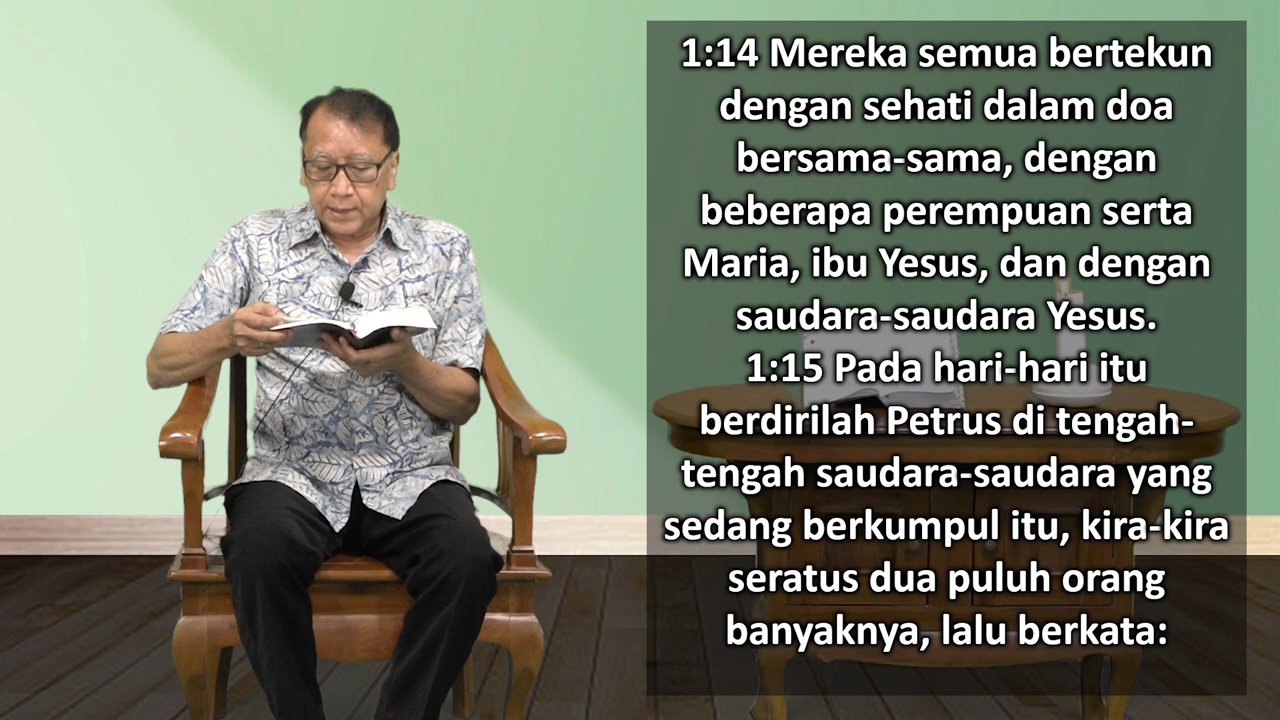 1:14 Mereka semua bertekun
dengan sehati dalam doa
bersama-sama, dengan
beberapa perempuan serta
Maria, ibu Yesus, dan dengan
saudara-saudara Yesus.
1:15 Pada hari-hari itu
berdirilah Petrus di tengah-
tengah saudara-saudara yang
sedang berkumpul itu, kira-kira
seratus dua puluh orang
banyaknya, lalu berkata: